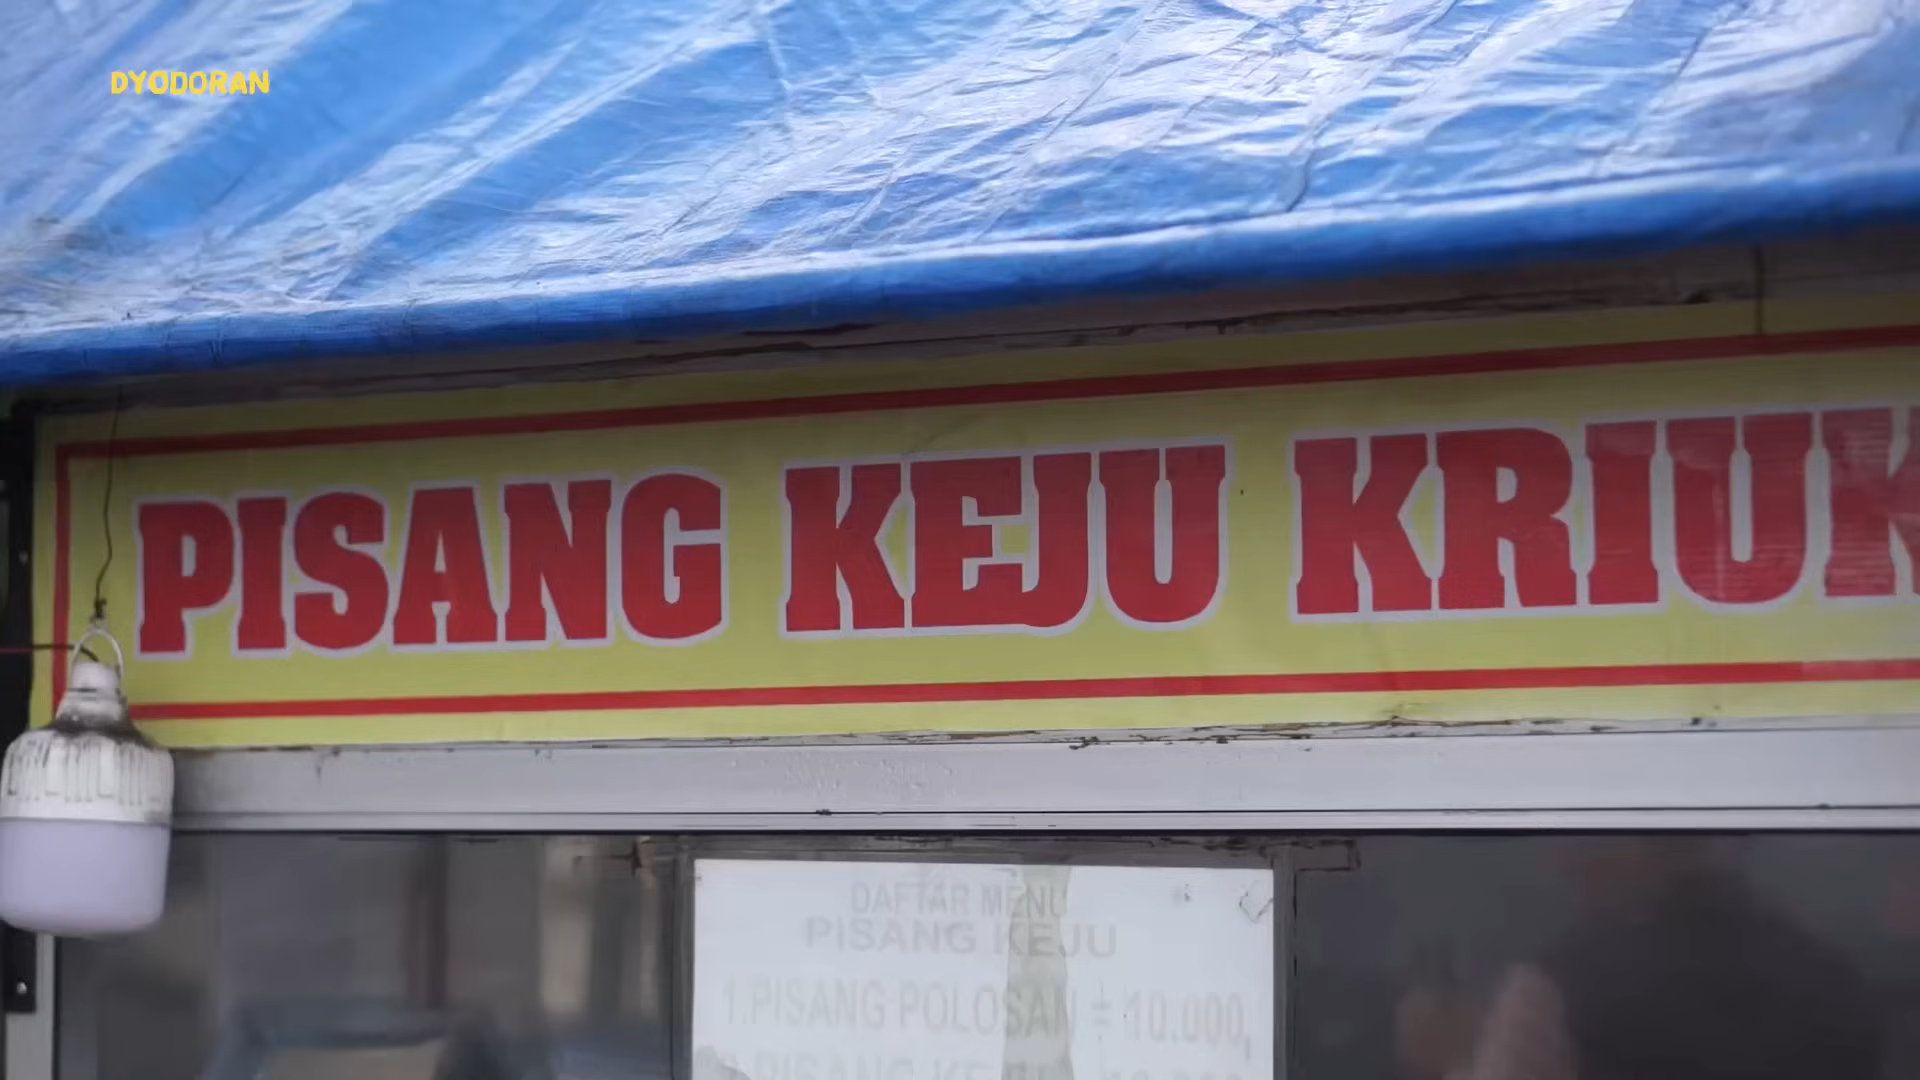 DYODORAN
PISANG KEJU KRIUK
DAFTAR MENU
PISANG KEJU
1.PISANG POLOSAN = 10.000,